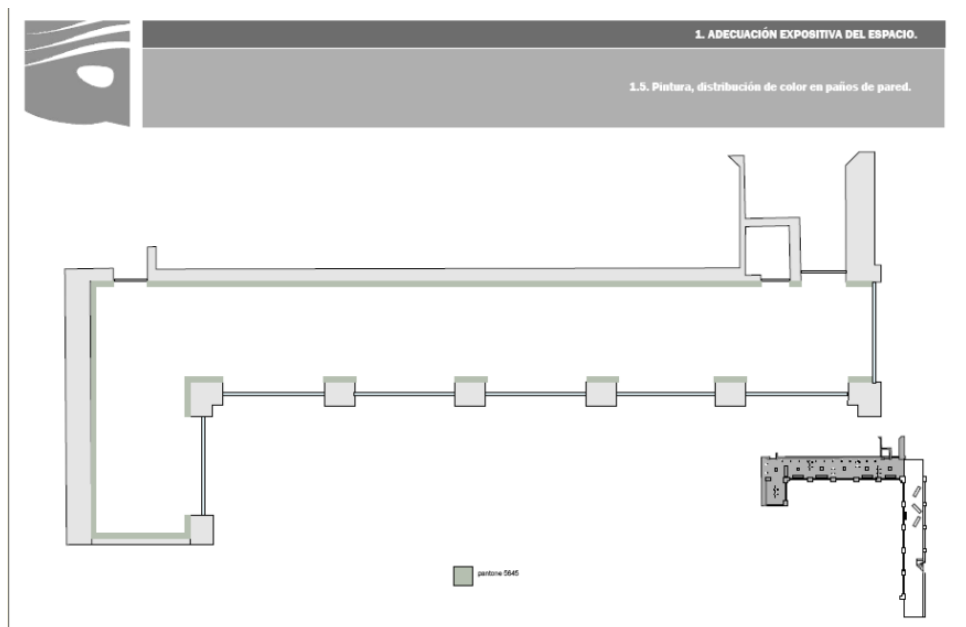 1. ADECUACIÓN EXPOSITIVA DEL ESPACIO.
1.5. Pintura, distribución de color en paños de pared.
pantone 5645